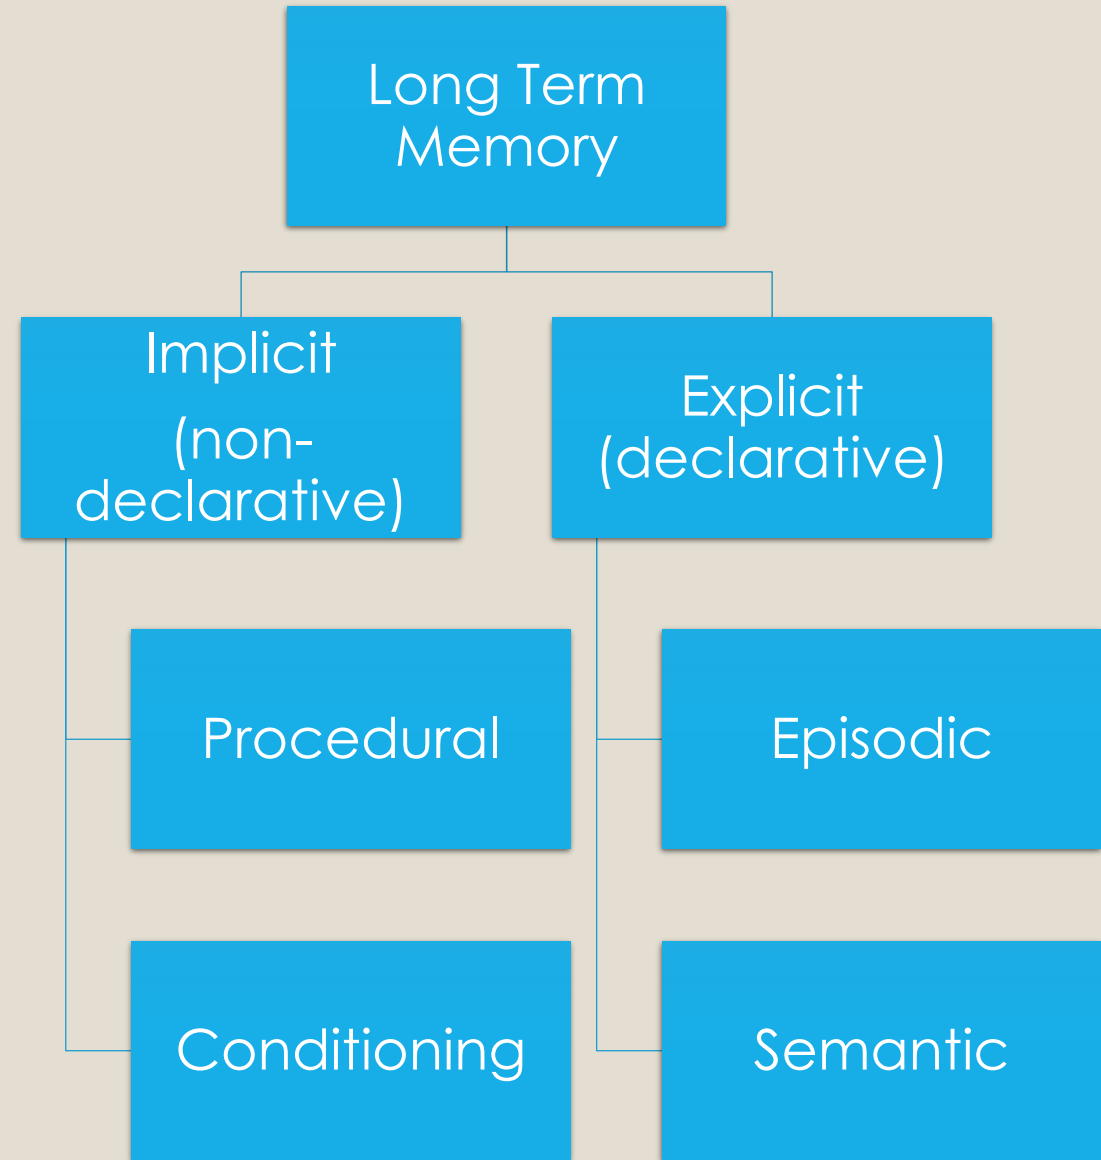 Long Term
Memory
Implicit
(non-
declarative)
Explicit
(declarative)
Procedural
Episodic
Conditioning
Semantic